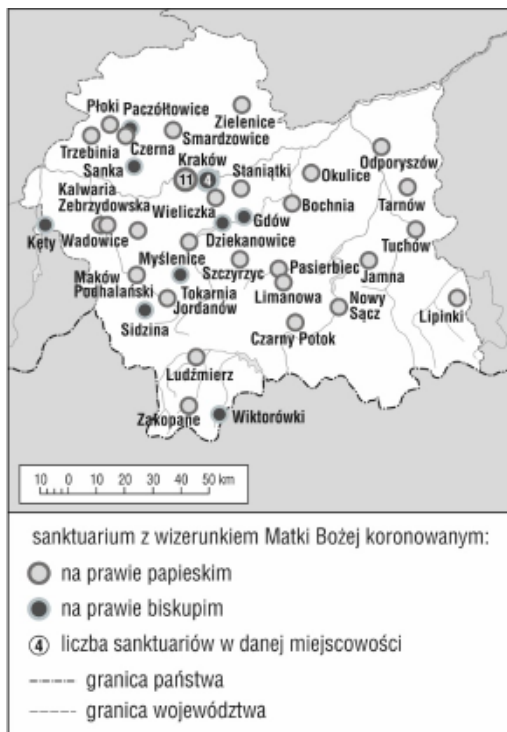 Płoki
Paczółtowice
Zielenice
Trzebinia
Czerna
Smardzowice
Sanka
Kraków
11
4
Staniątki
Okulice
Odporyszów
Kalwaria
Zebrzydowska
Wieliczka
Gdów
Bochnia
Tarnów
Kęty
Wadowice
Dziekanowice
Tuchów
Myślenice
Szczyrzyc
Pasierbiec
Jamna
Maków
Podhalański
Tokarnia
Jordanów
Limanowa
Nowy
Sącz
Lipinki
Sidzina
Czarny Potok
Ludźmierz
Zakopane
Wiktorówki
10 0 10 20 30 40 50 km
sanktuarium z wizerunkiem Matki Bożej koronowanym:
na prawie papieskim
na prawie biskupim
4 liczba sanktuariów w danej miejscowości
granica państwa
granica województwa